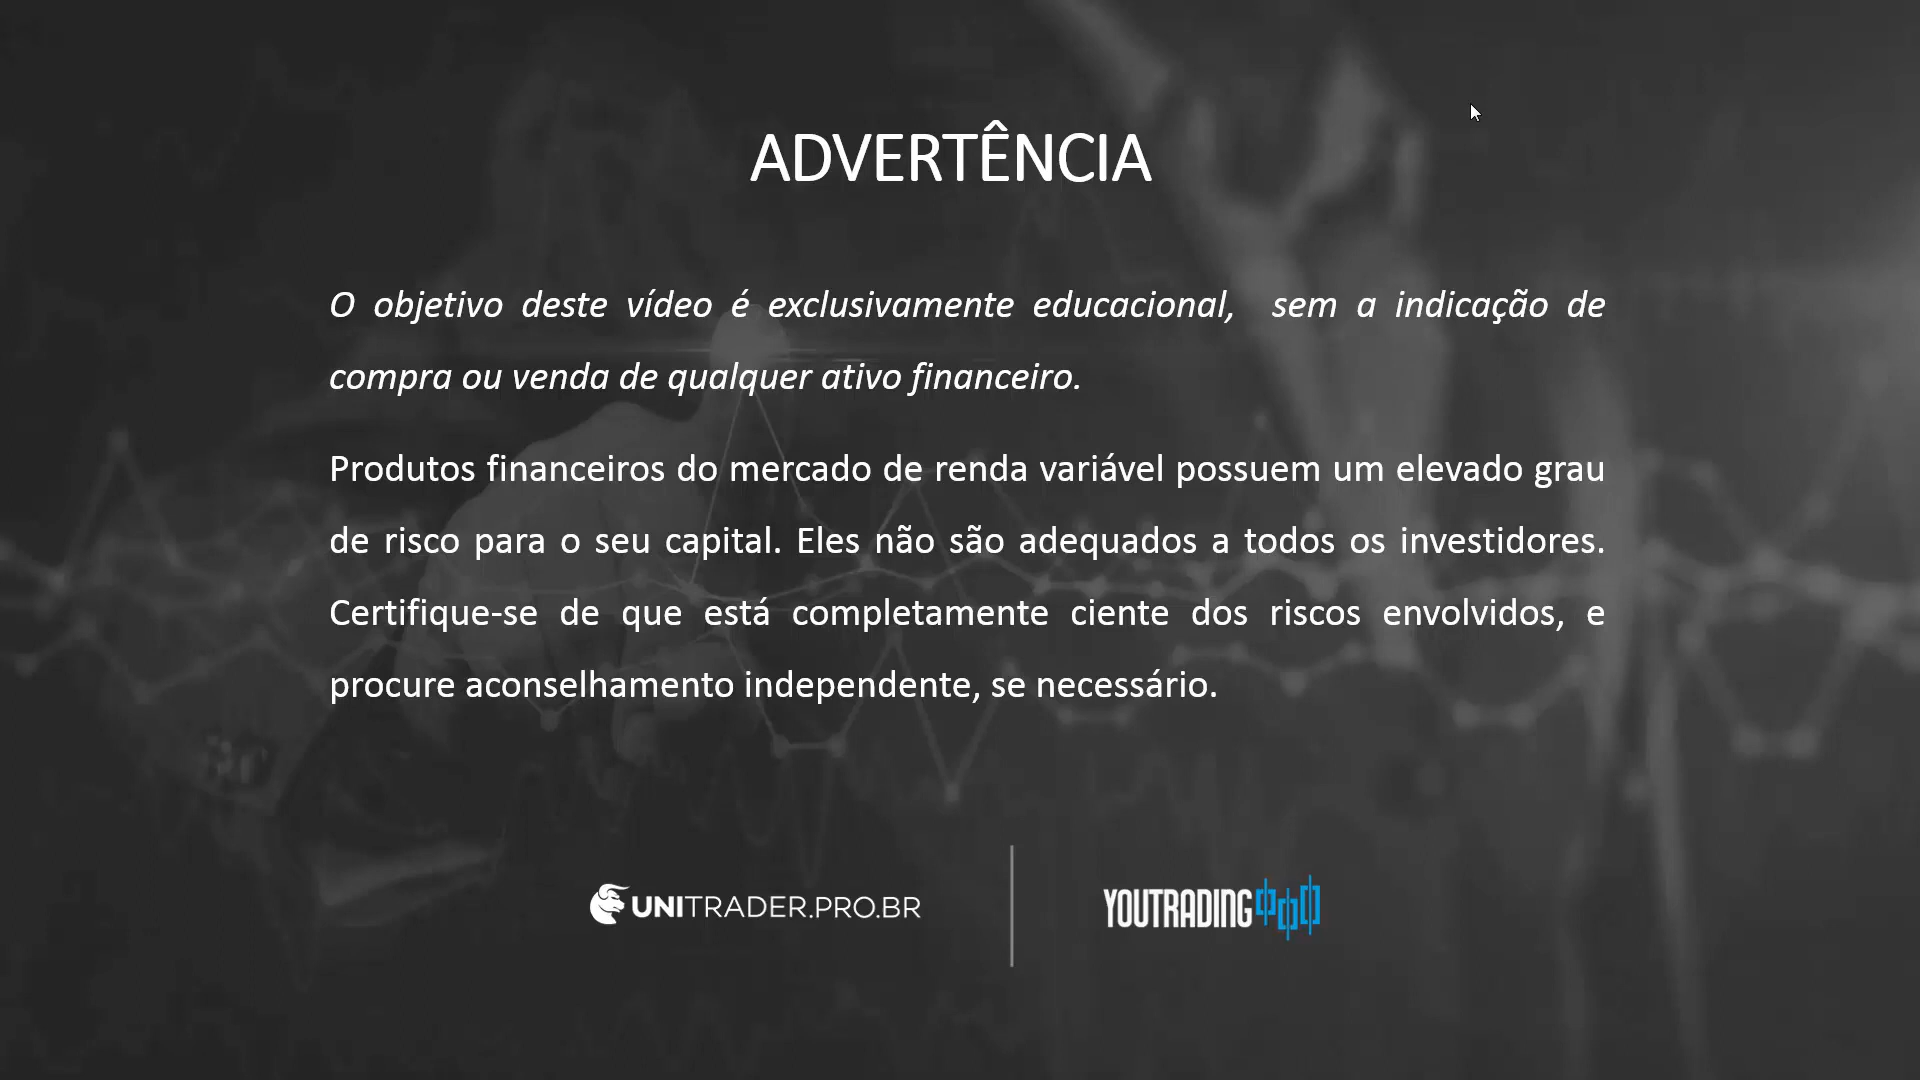 ADVERTÊNCIA
O objetivo deste vídeo é exclusivamente educacional, sem a indicação de
compra ou venda de qualquer ativo financeiro.
Produtos financeiros do mercado de renda variável possuem um elevado grau
de risco para o seu capital. Eles não são adequados a todos os investidores.
Certifique-se de que está completamente ciente dos riscos envolvidos, e
procure aconselhamento independente, se necessário.
UNITRADER.PRO.BR
YOUTRADING